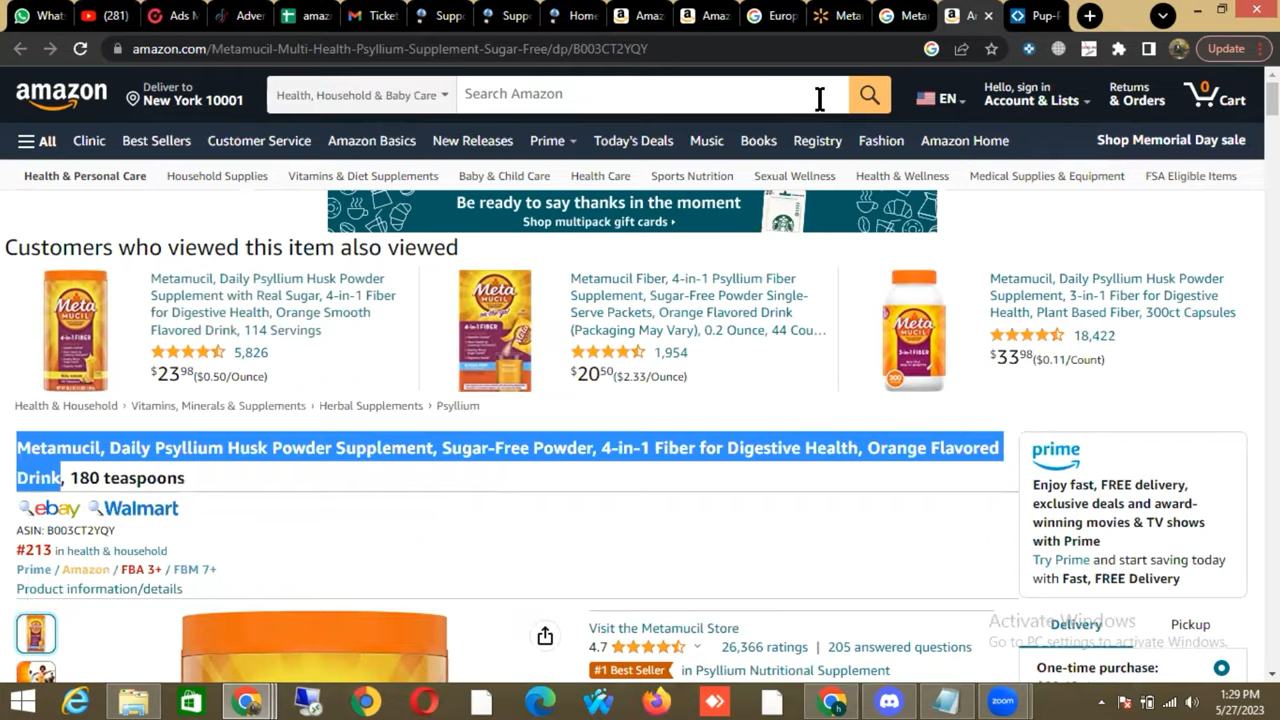 Whats
(281)
Ads M
Adver
amaz
Ticket
Suppo
Suppo
Home
Amaz
Amaz
Europ
Meta
Meta
Pup-
amazon.com/Metamucil-Multi-Health-Psyllium-Supplement-Sugar-Free/dp/B003CT2YQY
Update
amazon
Deliver to
New York 10001
Health, Household & Baby Care
Search Amazon
EN
Hello, sign in
Account & Lists
Returns
& Orders
0
Cart
All
Clinic
Best Sellers
Customer Service
Amazon Basics
New Releases
Prime
Today's Deals
Music
Books
Registry
Fashion
Amazon Home
Shop Memorial Day sale
Health & Personal Care
Household Supplies
Vitamins & Diet Supplements
Baby & Child Care
Health Care
Sports Nutrition
Sexual Wellness
Health & Wellness
Medical Supplies & Equipment
FSA Eligible Items
Be ready to say thanks in the moment
Shop multipack gift cards ›
Customers who viewed this item also viewed
Metamucil, Daily Psyllium Husk Powder
Supplement with Real Sugar, 4-in-1 Fiber
for Digestive Health, Orange Smooth
Flavored Drink, 114 Servings
5,826
$23⁹⁸ ($0.50/Ounce)
Metamucil Fiber, 4-in-1 Psyllium Fiber
Supplement, Sugar-Free Powder Single-
Serve Packets, Orange Flavored Drink
(Packaging May Vary), 0.2 Ounce, 44 Cou...
1,954
$20⁵⁰ ($2.33/Ounce)
Metamucil, Daily Psyllium Husk Powder
Supplement, 3-in-1 Fiber for Digestive
Health, Plant Based Fiber, 300ct Capsules
18,422
$33⁹⁸ ($0.11/Count)
Health & Household › Vitamins, Minerals & Supplements › Herbal Supplements › Psyllium
Metamucil, Daily Psyllium Husk Powder Supplement, Sugar-Free Powder, 4-in-1 Fiber for Digestive Health, Orange Flavored
Drink, 180 teaspoons
ebay Walmart
ASIN: B003CT2YQY
#213 in health & household
Prime / Amazon / FBA 3+ / FBM 7+
Product information/details
prime
Enjoy fast, FREE delivery,
exclusive deals and award-
winning movies & TV shows
with Prime
Try Prime and start saving today
with Fast, FREE Delivery
Visit the Metamucil Store
4.7
26,366 ratings | 205 answered questions
#1 Best Seller in Psyllium Nutritional Supplement
Delivery
Pickup
Activate Windows
Go to PC settings to activate Windows.
One-time purchase:
zoom
1:29 PM
5/27/2023